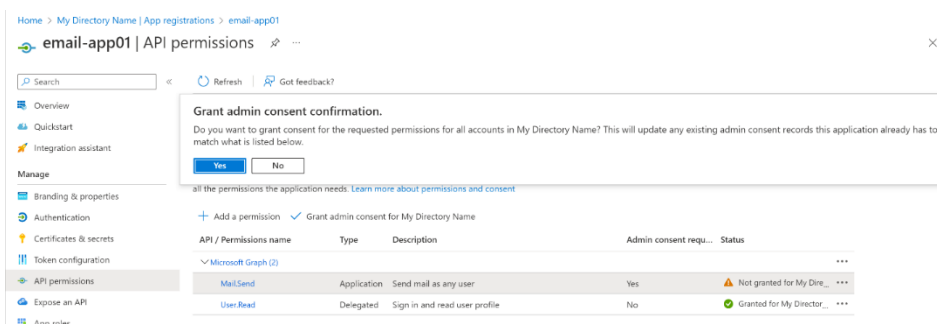 Home > My Directory Name | App registrations > email-app01
email-app01 | API permissions
Search
Refresh
Got feedback?
Overview
Quickstart
Integration assistant
Manage
Branding & properties
Authentication
Certificates & secrets
Token configuration
API permissions
Expose an API
App roles
Grant admin consent confirmation.
Do you want to grant consent for the requested permissions for all accounts in My Directory Name? This will update any existing admin consent records this application already has to
match what is listed below.
Yes
No
all the permissions the application needs. Learn more about permissions and consent
Add a permission
Grant admin consent for My Directory Name
API / Permissions name Type Description Admin consent requ... Status
Microsoft Graph (2)
Mail.Send Application Send mail as any user Yes Not granted for My Dire...
User.Read Delegated Sign in and read user profile No Granted for My Director...